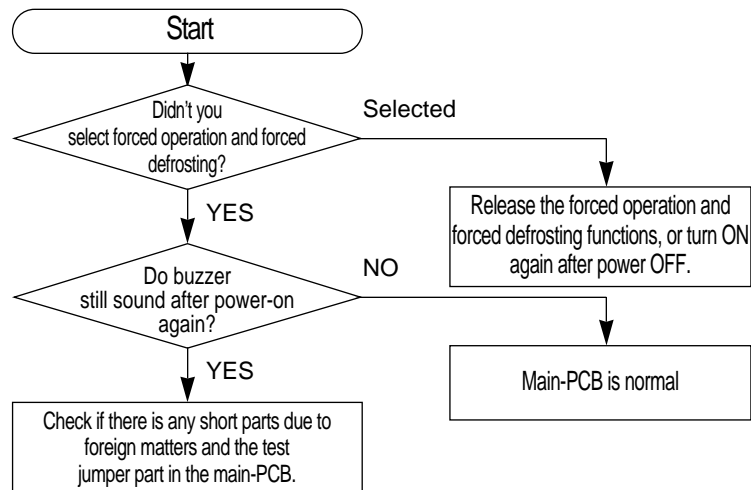 Start
Didn't you
select forced operation and forced
defrosting?
Selected
Release the forced operation and
forced defrosting functions, or turn ON
again after power OFF.
YES
Do buzzer
still sound after power-on
again?
NO
Main-PCB is normal
YES
Check if there is any short parts due to
foreign matters and the test
jumper part in the main-PCB.